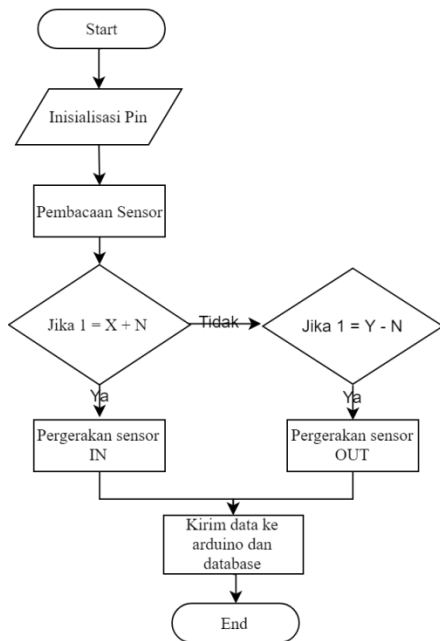 Start
Inisialisasi Pin
Pembacaan Sensor
Jika 1 = X + N
Tidak
Jika 1 = Y - N
Ya
Ya
Pergerakan sensor
IN
Pergerakan sensor
OUT
Kirim data ke
arduino dan
database
End